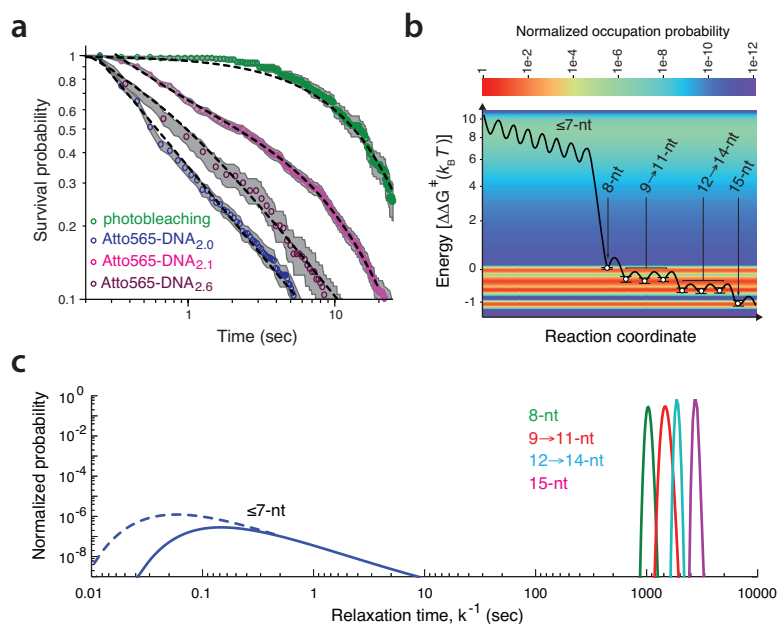 a
Survival probability
1
0.9
0.8
0.7
0.6
0.5
0.4
0.3
0.2
0.1
photobleaching
Atto565-DNA2.0
Atto565-DNA2.1
Atto565-DNA2.6
1
10
Time (sec)
b
Normalized occupation probability
1
1e-2
1e-4
1e-6
1e-8
1e-10
1e-12
Energy [ΔΔG‡(kBT)]
10
8
6
4
2
0
-1
≤7-nt
8-nt
9→11-nt
12→14-nt
15-nt
Reaction coordinate
c
Normalized probability
10^0
10^-2
10^-4
10^-6
10^-8
≤7-nt
8-nt
9→11-nt
12→14-nt
15-nt
0.01
0.1
1
10
100
1000
10000
Relaxation time, k^-1 (sec)